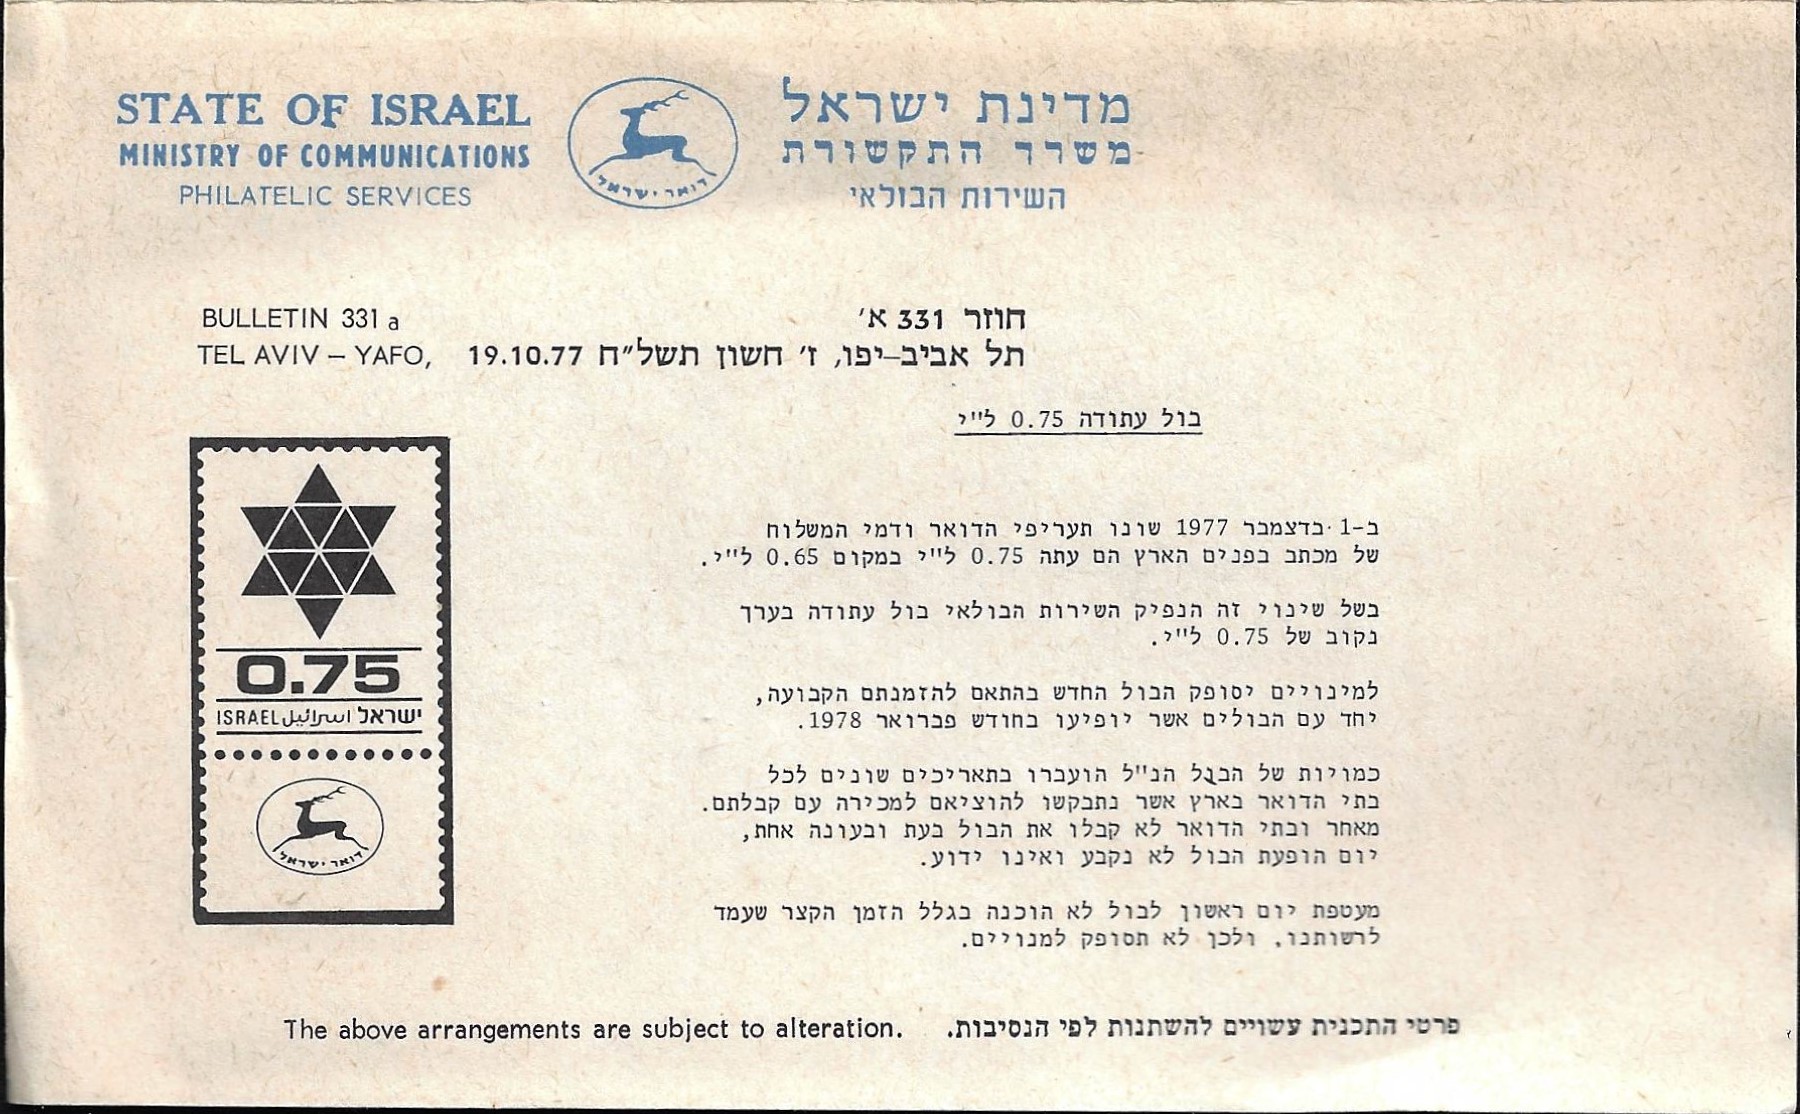 STATE OF ISRAEL
MINISTRY OF COMMUNICATIONS
PHILATELIC SERVICES
דואר ישראל
מדינת ישראל
משרד התקשורת
השירות הבולאי
BULLETIN 331 a
חוזר 331 א'
TEL AVIV – YAFO,
תל אביב–יפו, ז' חשון תשל״ח 19.10.77
בול עתודה 0.75 ל"י
0.75
ישראל اسرائيل ISRAEL
דואר ישראל
ב-1 בדצמבר 1977 שונו תעריפי הדואר ודמי המשלוח
של מכתב בפנים הארץ הם עתה 0.75 ל"י במקום 0.65 ל"י.
בשל שינוי זה הנפיק השירות הבולאי בול עתודה בערך
נקוב של 0.75 ל"י.
למינויים יסופק הבול החדש בהתאם להזמנתם הקבועה,
יחד עם הבולים אשר יופיעו בחודש פברואר 1978.
כמויות של הבול הנ"ל הועברו בתאריכים שונים לכל
בתי הדואר בארץ אשר נתבקשו להוציאם למכירה עם קבלתם.
מאחר ובתי הדואר לא קבלו את הבול בעת ובעונה אחת,
יום הופעת הבול לא נקבע ואינו ידוע.
מעטפת יום ראשון לבול לא הוכנה בגלל הזמן הקצר שעמד
לרשותנו, ולכן לא תסופק למנויים.
The above arrangements are subject to alteration.
פרטי התכנית עשויים להשתנות לפי הנסיבות.